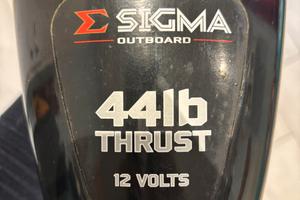 Σ SIGMA
OUTBOARD
44lb
THRUST
12 VOLTS